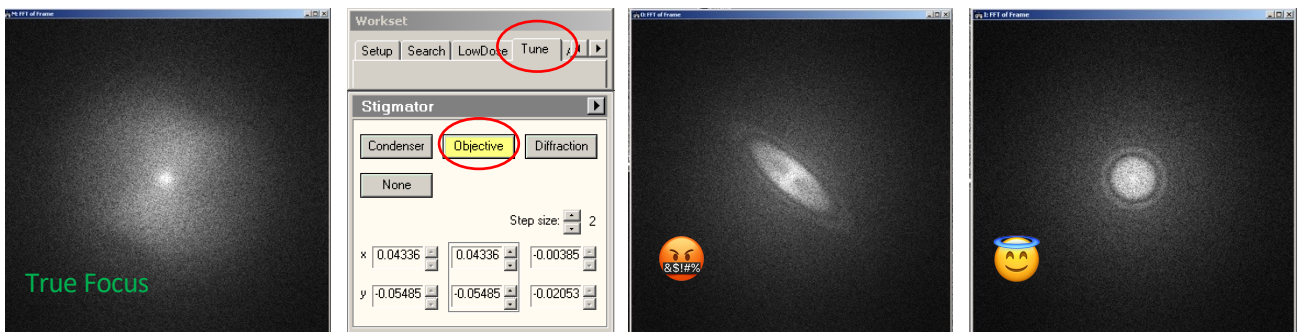 M: FFT of Frame
True Focus
Workset
Setup Search LowDose Tune
Stigmator
Condenser Objective Diffraction
None
Step size: 2
x 0.04336 0.04336 -0.00385
y -0.05485 -0.05485 -0.02053
O: FFT of Frame
&$!#%
I: FFT of Frame